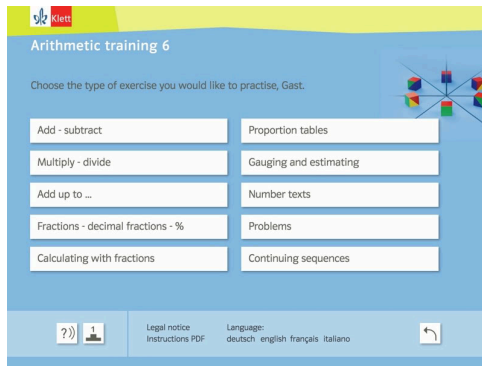 Klett
Arithmetic training 6
Choose the type of exercise you would like to practise, Gast.
Add - subtract
Multiply - divide
Add up to ...
Fractions - decimal fractions - %
Calculating with fractions
Proportion tables
Gauging and estimating
Number texts
Problems
Continuing sequences
?))
1
Legal notice
Instructions PDF
Language:
deutsch english français italiano